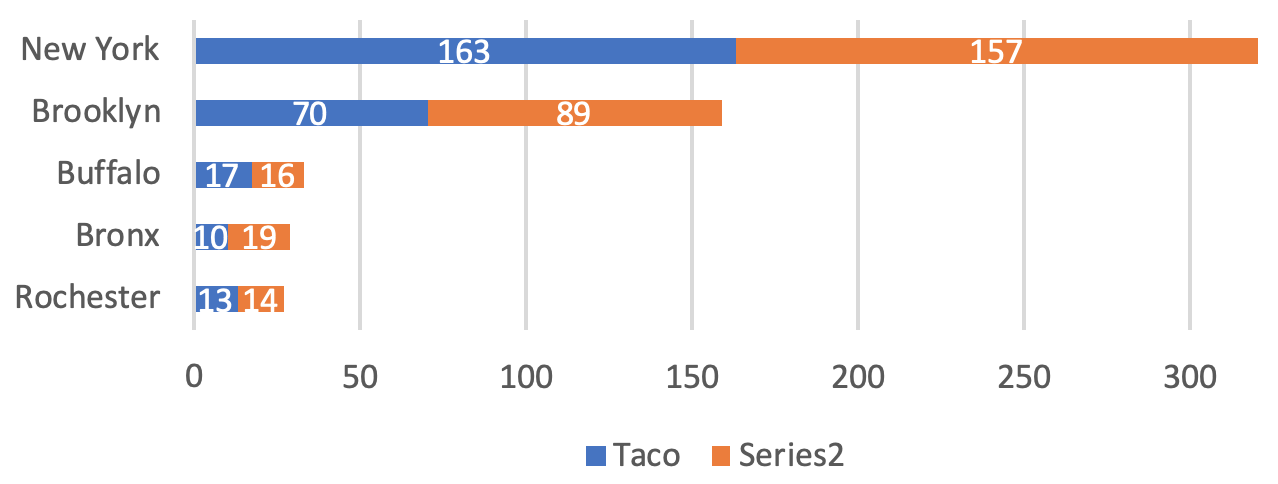 New York 163 157
Brooklyn 70 89
Buffalo 17 16
Bronx 10 19
Rochester 13 14
0 50 100 150 200 250 300
Taco Series2